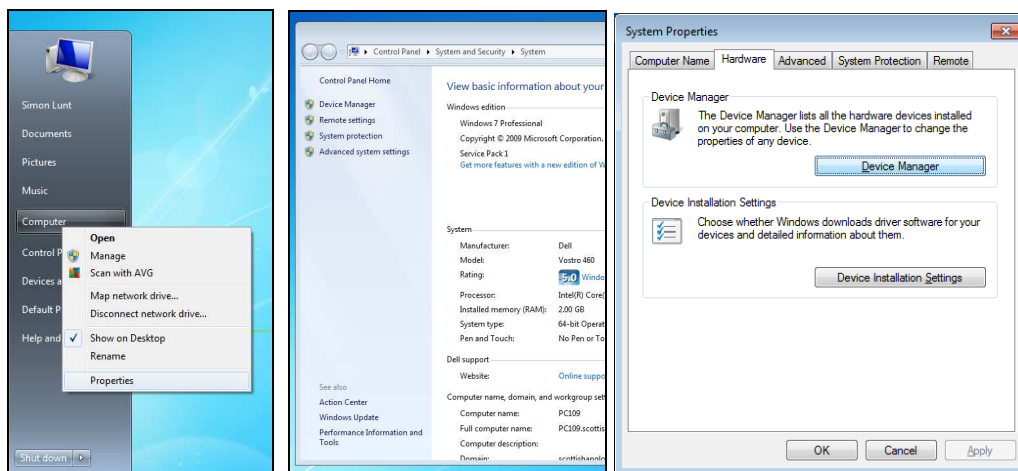 Simon Lunt
Documents
Pictures
Music
Computer
Control P
Devices a
Default P
Help and
Open
Manage
Scan with AVG
Map network drive...
Disconnect network drive...
Show on Desktop
Rename
Properties
Shut down
Control Panel ▸ System and Security ▸ System
Control Panel Home
Device Manager
Remote settings
System protection
Advanced system settings
See also
Action Center
Windows Update
Performance Information and
Tools
View basic information about your
Windows edition
Windows 7 Professional
Copyright © 2009 Microsoft Corporation.
Service Pack 1
Get more features with a new edition of W
System
Manufacturer: Dell
Model: Vostro 460
Rating: 5.0 Windo
Processor: Intel(R) Core(
Installed memory (RAM): 2.00 GB
System type: 64-bit Operat
Pen and Touch: No Pen or To
Dell support
Website: Online suppo
Computer name, domain, and workgroup set
Computer name: PC109
Full computer name: PC109.scottis
Computer description:
Domain: scottishanglo
System Properties
Computer Name Hardware Advanced System Protection Remote
Device Manager
The Device Manager lists all the hardware devices installed
on your computer. Use the Device Manager to change the
properties of any device.
Device Manager
Device Installation Settings
Choose whether Windows downloads driver software for your
devices and detailed information about them.
Device Installation Settings
OK Cancel Apply